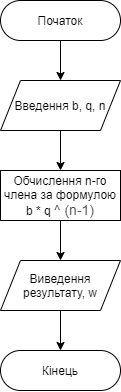 Початок
Введення b, q, n
Обчислення n-го
члена за формулою
b * q ^ (n-1)
Виведення
результату, w
Кінець